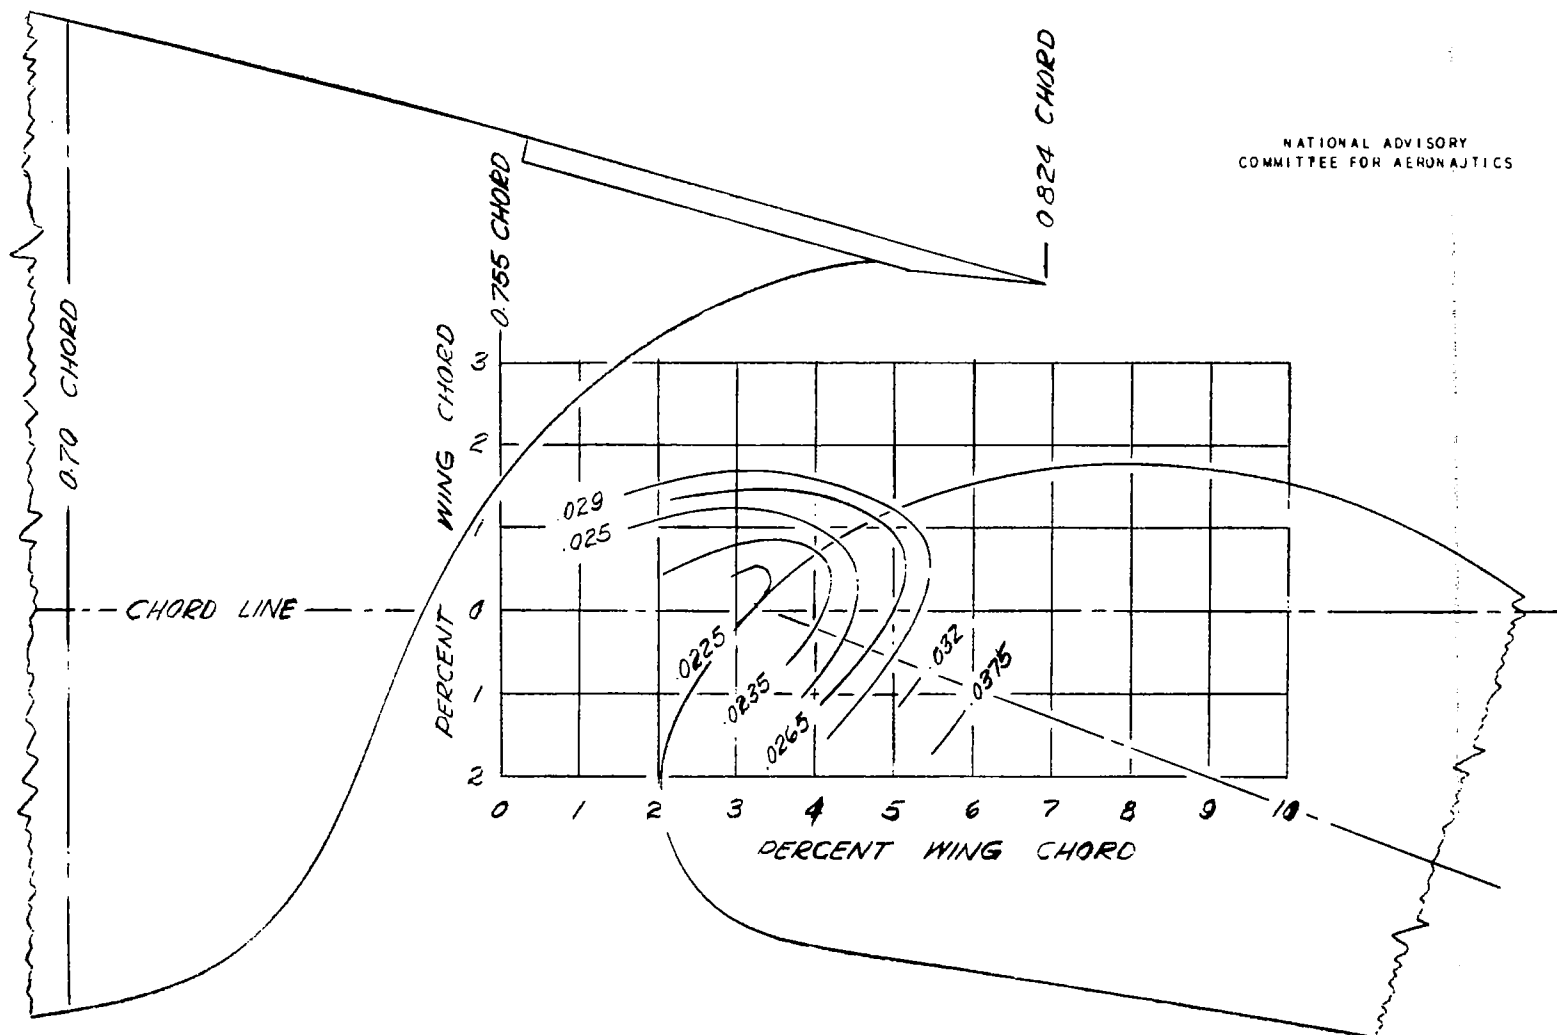 NATIONAL ADVISORY
COMMITTEE FOR AERONAUTICS
0.70 CHORD
0.755 CHORD
0.824 CHORD
PERCENT WING CHORD
3
2
1
0
1
2
CHORD LINE
.029
.025
.0225
.0235
.0265
.032
.0375
0 1 2 3 4 5 6 7 8 9 10
PERCENT WING CHORD